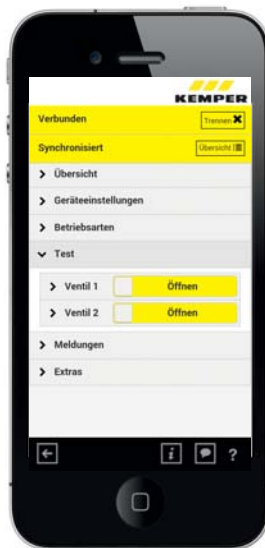 KEMPER
Verbunden Trennen
Synchronisiert Übersicht
Übersicht
Geräteeinstellungen
Betriebsarten
Test
Ventil 1 Öffnen
Ventil 2 Öffnen
Meldungen
Extras
i ?